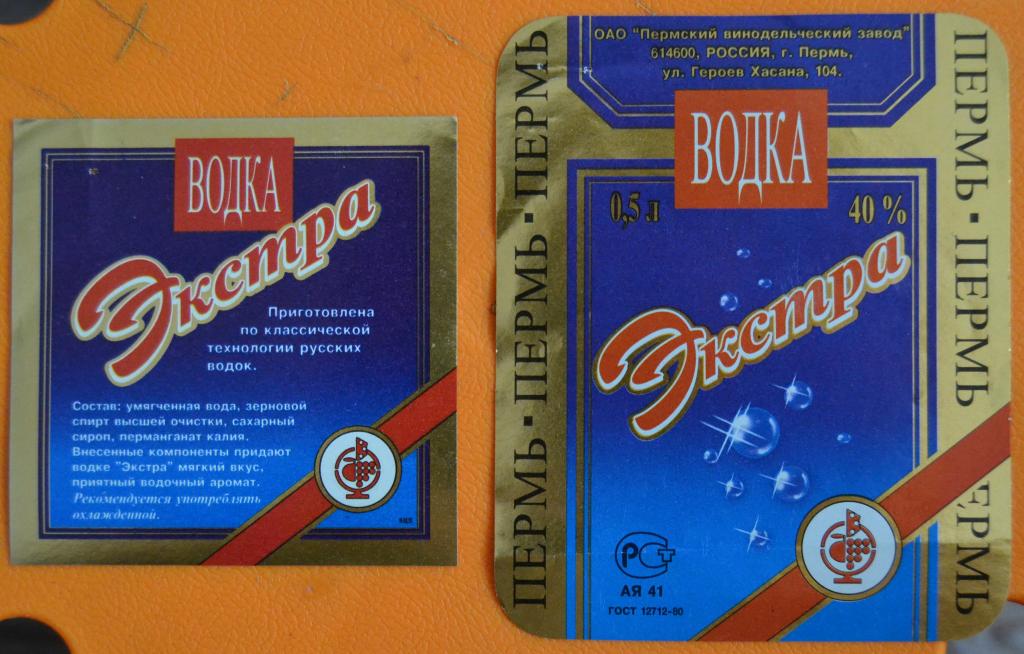 ВОДКА
Экстра
Приготовлена
по классической
технологии русских
водок.
Состав: умягченная вода, зерновой
спирт высшей очистки, сахарный
сироп, перманганат калия.
Внесенные компоненты придают
водке "Экстра" мягкий вкус,
приятный водочный аромат.
Рекомендуется употреблять
охлажденной.
ОАО "Пермский винодельческий завод"
614600, РОССИЯ, г. Пермь,
ул. Героев Хасана, 104.
ВОДКА
0,5 л 40 %
Экстра
РСТ
АЯ 41
ГОСТ 12712-80
ПЕРМЬ ▪ ПЕРМЬ ▪ ПЕРМЬ
ПЕРМЬ ▪ ПЕРМЬ ▪ ЕРМЬ